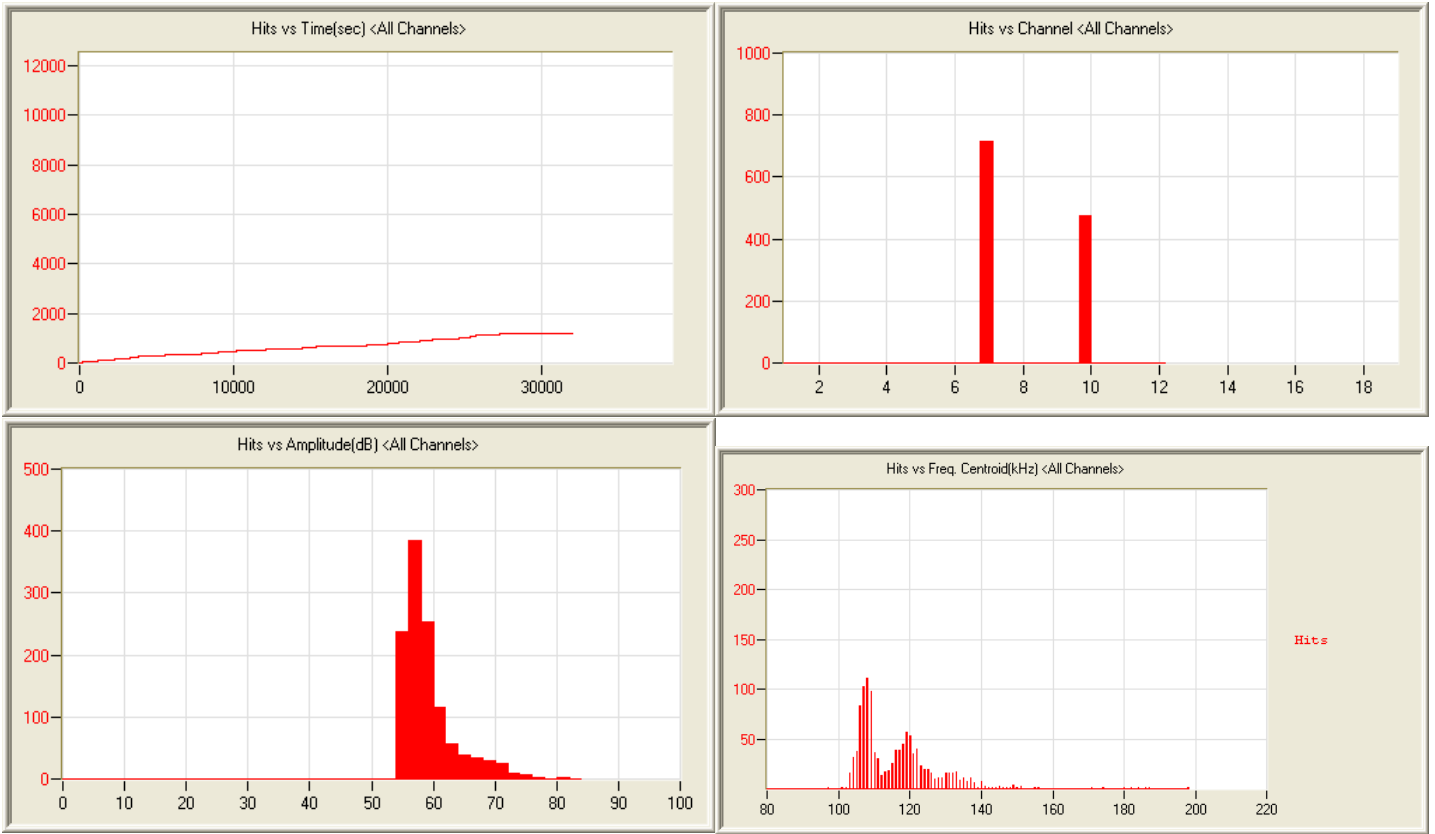 Hits vs Time(sec) <All Channels>
12000
10000
8000
6000
4000
2000
0
0 10000 20000 30000
Hits vs Channel <All Channels>
1000
800
600
400
200
0
2 4 6 8 10 12 14 16 18
Hits vs Amplitude(dB) <All Channels>
500
400
300
200
100
0
0 10 20 30 40 50 60 70 80 90 100
Hits vs Freq. Centroid(kHz) <All Channels>
300
250
200
150
100
50
80 100 120 140 160 180 200 220
Hits